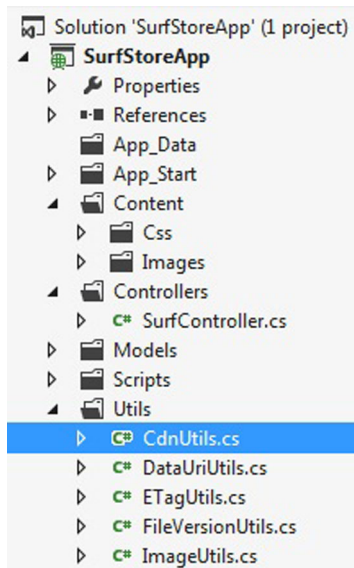 Solution 'SurfStoreApp' (1 project)
SurfStoreApp
Properties
References
App_Data
App_Start
Content
Css
Images
Controllers
C# SurfController.cs
Models
Scripts
Utils
C# CdnUtils.cs
C# DataUriUtils.cs
C# ETagUtils.cs
C# FileVersionUtils.cs
C# ImageUtils.cs